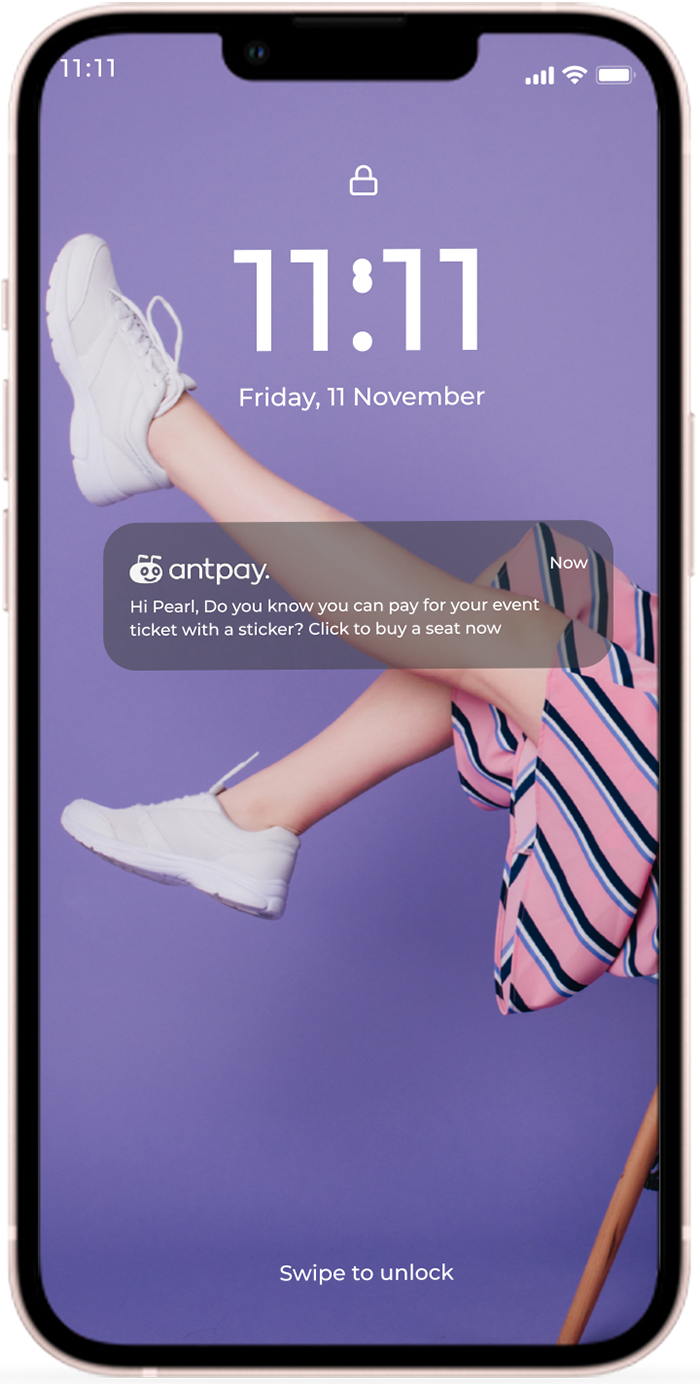 11:11
11:11
Friday, 11 November
antpay.
Now
Hi Pearl, Do you know you can pay for your event
ticket with a sticker? Click to buy a seat now
Swipe to unlock